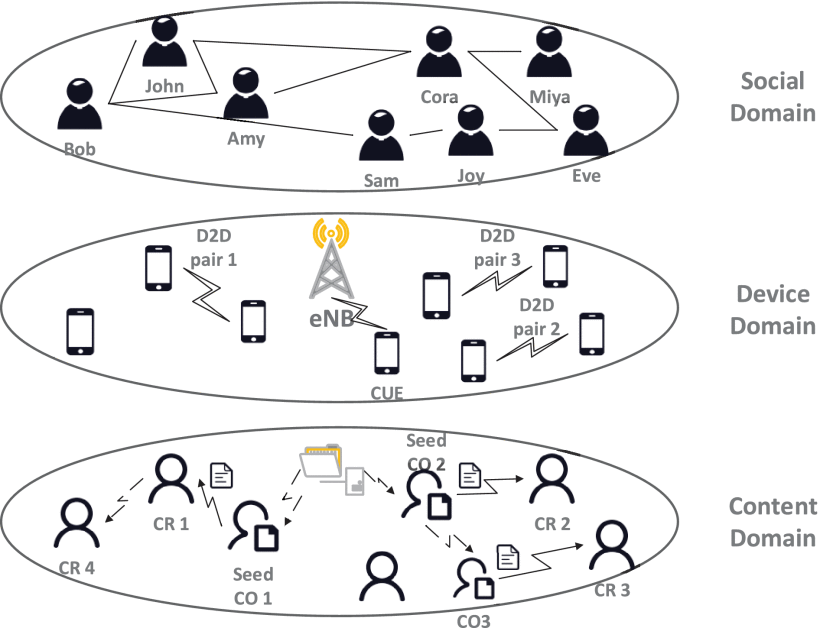 John
Bob
Amy
Cora
Miya
Sam
Joy
Eve
Social
Domain
D2D
pair 1
eNB
D2D
pair 3
D2D
pair 2
CUE
Device
Domain
Seed
CO 2
CR 1
CR 2
CR 4
Seed
CO 1
CR 3
CO3
Content
Domain